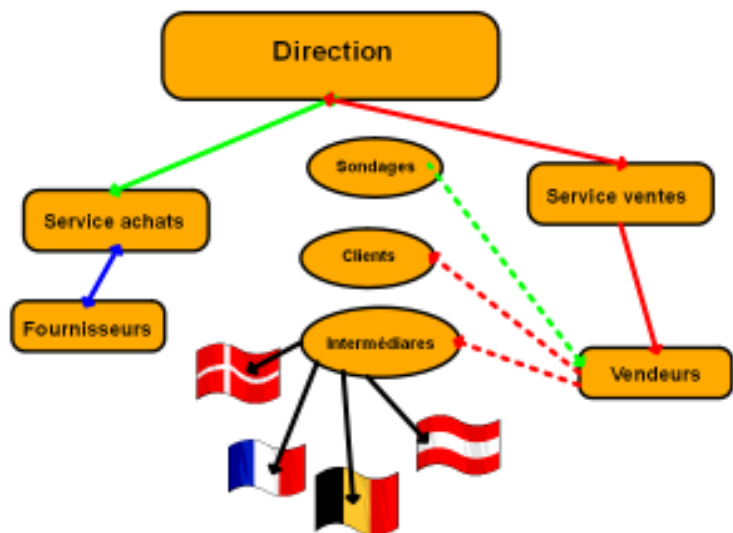 Direction
Sondages
Service achats
Service ventes
Clients
Fournisseurs
Intermédiares
Vendeurs